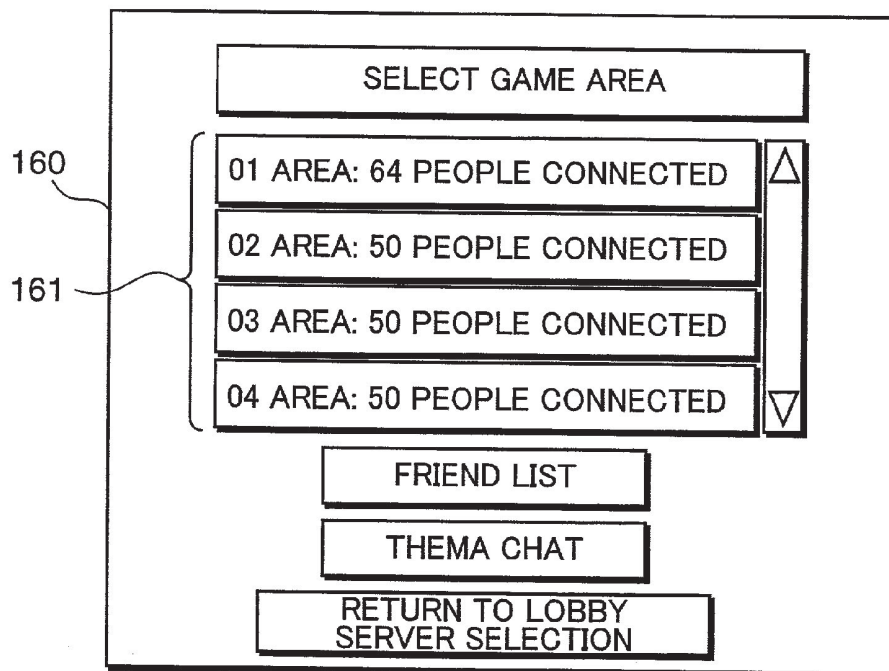 SELECT GAME AREA
160
01 AREA: 64 PEOPLE CONNECTED
02 AREA: 50 PEOPLE CONNECTED
161
03 AREA: 50 PEOPLE CONNECTED
04 AREA: 50 PEOPLE CONNECTED
FRIEND LIST
THEMA CHAT
RETURN TO LOBBY
SERVER SELECTION